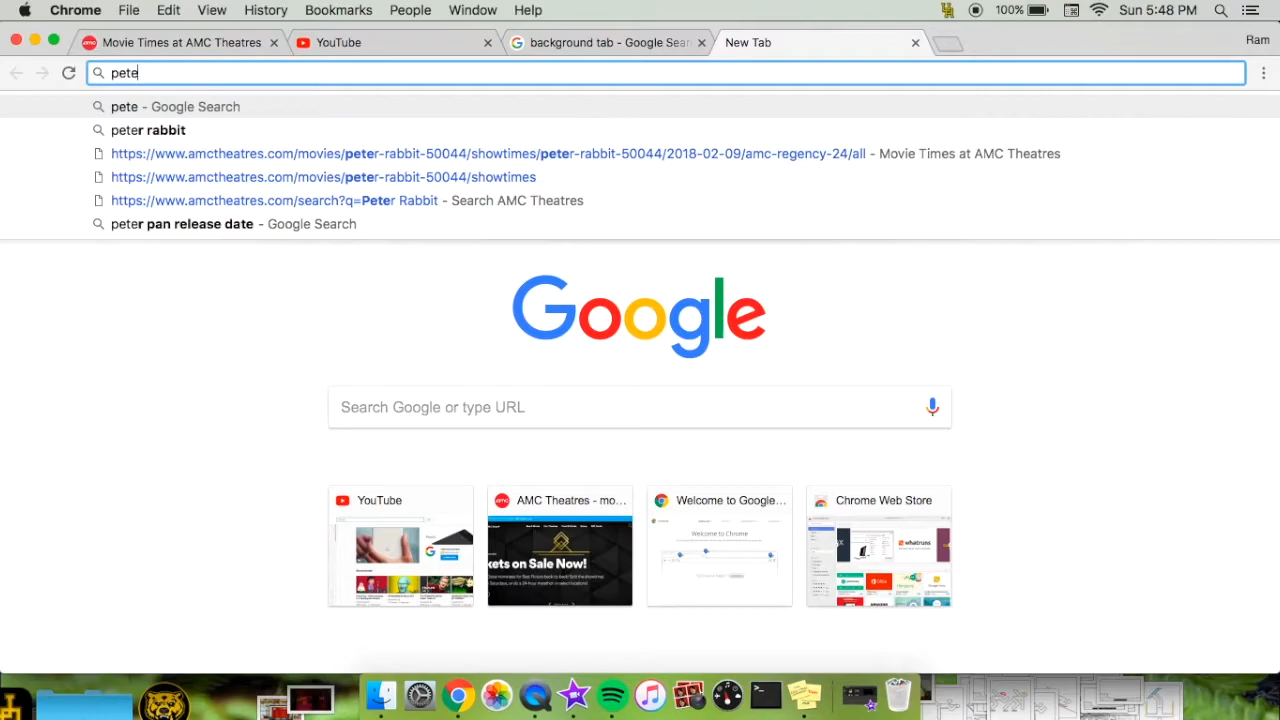 Chrome File Edit View History Bookmarks People Window Help 100% Sun 5:48 PM
Movie Times at AMC Theatres YouTube background tab - Google Sear New Tab Ram
pete
pete - Google Search
peter rabbit
https://www.amctheatres.com/movies/peter-rabbit-50044/showtimes/peter-rabbit-50044/2018-02-09/amc-regency-24/all - Movie Times at AMC Theatres
https://www.amctheatres.com/movies/peter-rabbit-50044/showtimes
https://www.amctheatres.com/search?q=Peter Rabbit - Search AMC Theatres
peter pan release date - Google Search
Google
Search Google or type URL
YouTube AMC Theatres - mo... Welcome to Google... Chrome Web Store
kets on Sale Now!
Welcome to Chrome
whatruns